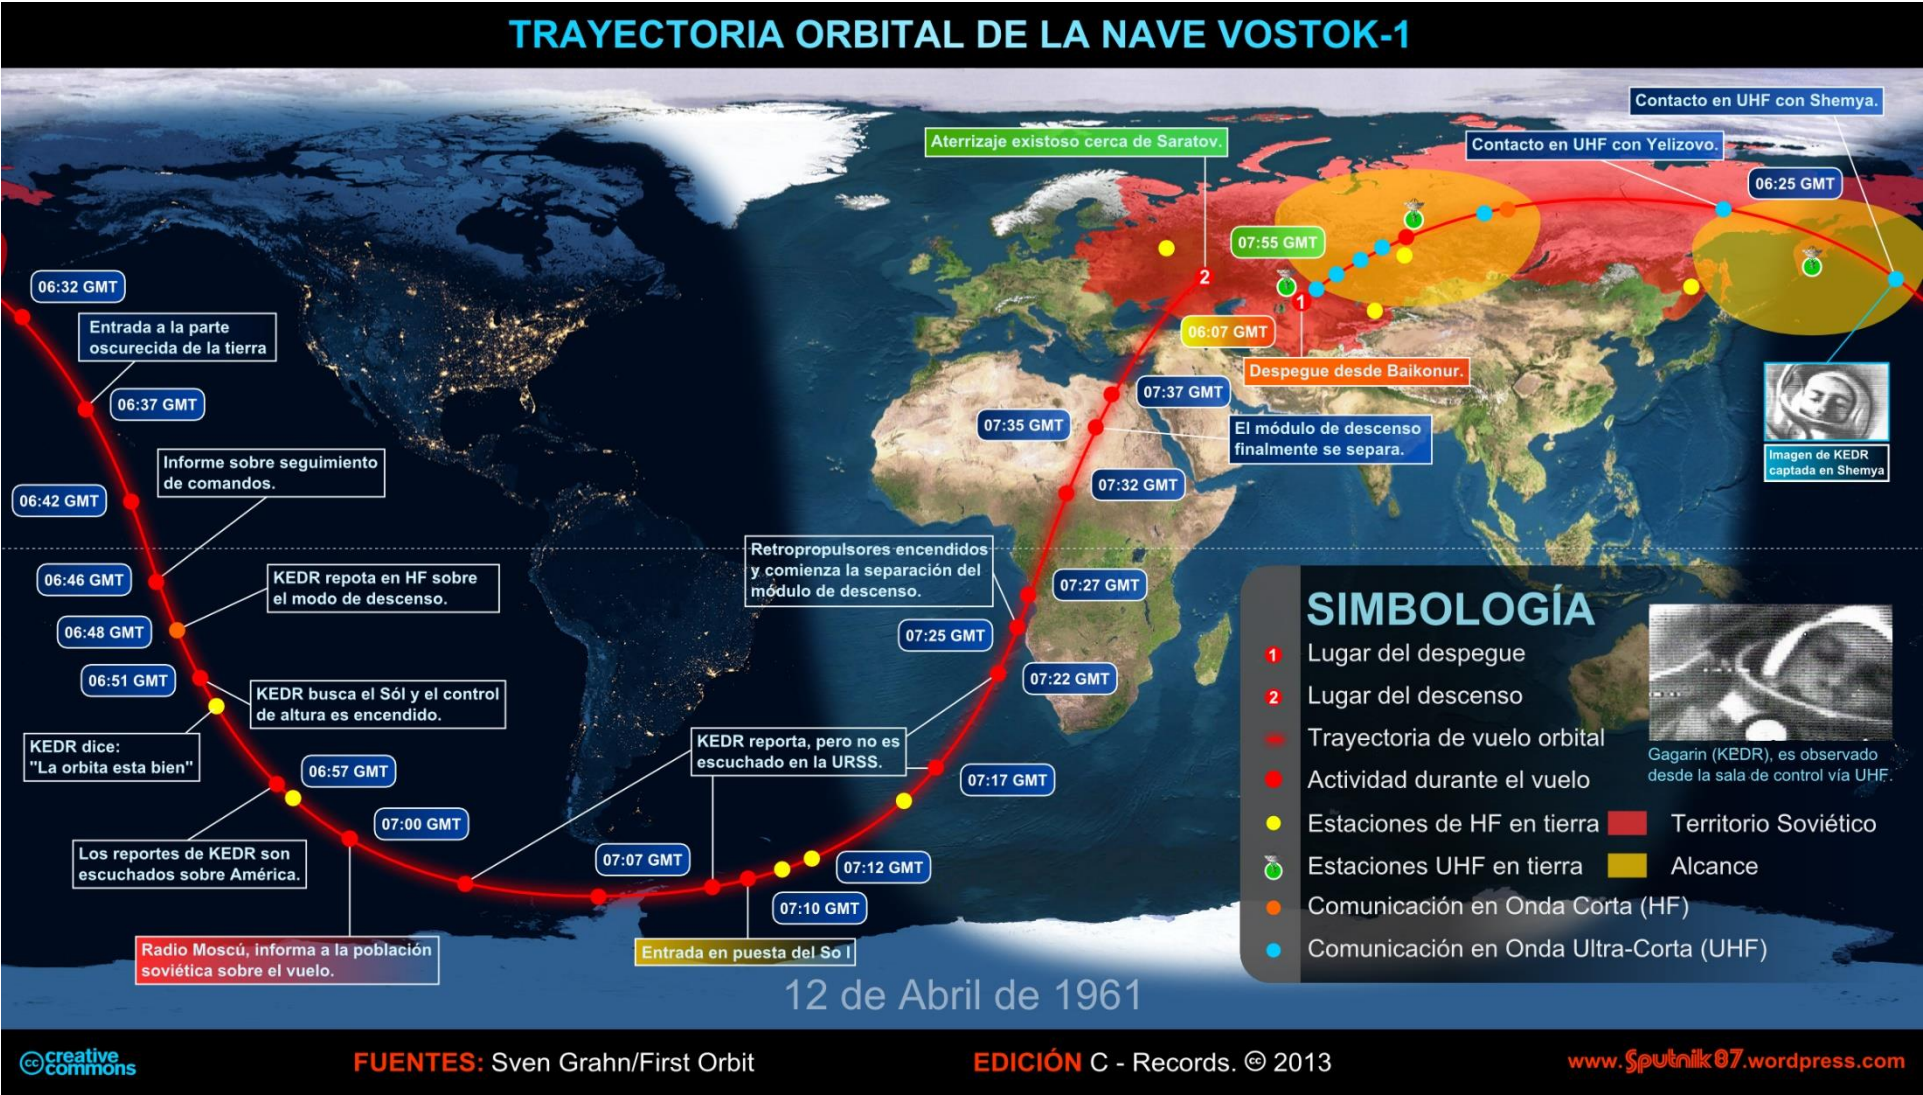 TRAYECTORIA ORBITAL DE LA NAVE VOSTOK-1
Contacto en UHF con Shemya.
Aterrizaje existoso cerca de Saratov.
Contacto en UHF con Yelizovo.
06:25 GMT
07:55 GMT
2
1
06:07 GMT
Despegue desde Baikonur.
06:32 GMT
Entrada a la parte
oscurecida de la tierra
06:37 GMT
07:37 GMT
07:35 GMT
El módulo de descenso
finalmente se separa.
Imagen de KEDR
captada en Shemya
Informe sobre seguimiento
de comandos.
06:42 GMT
07:32 GMT
Retropropulsores encendidos
y comienza la separación del
módulo de descenso.
06:46 GMT
KEDR repota en HF sobre
el modo de descenso.
07:27 GMT
06:48 GMT
07:25 GMT
06:51 GMT
07:22 GMT
KEDR busca el Sól y el control
de altura es encendido.
KEDR dice:
"La orbita esta bien"
KEDR reporta, pero no es
escuchado en la URSS.
06:57 GMT
07:17 GMT
07:00 GMT
Los reportes de KEDR son
escuchados sobre América.
07:07 GMT
07:12 GMT
07:10 GMT
Radio Moscú, informa a la población
soviética sobre el vuelo.
Entrada en puesta del So l
12 de Abril de 1961
SIMBOLOGÍA
1 Lugar del despegue
2 Lugar del descenso
Trayectoria de vuelo orbital
Actividad durante el vuelo
Estaciones de HF en tierra
Territorio Soviético
Estaciones UHF en tierra
Alcance
Comunicación en Onda Corta (HF)
Comunicación en Onda Ultra-Corta (UHF)
Gagarin (KEDR), es observado
desde la sala de control vía UHF.
cc creative
commons
FUENTES: Sven Grahn/First Orbit
EDICIÓN C - Records. cc 2013
www.Sputnik87.wordpress.com